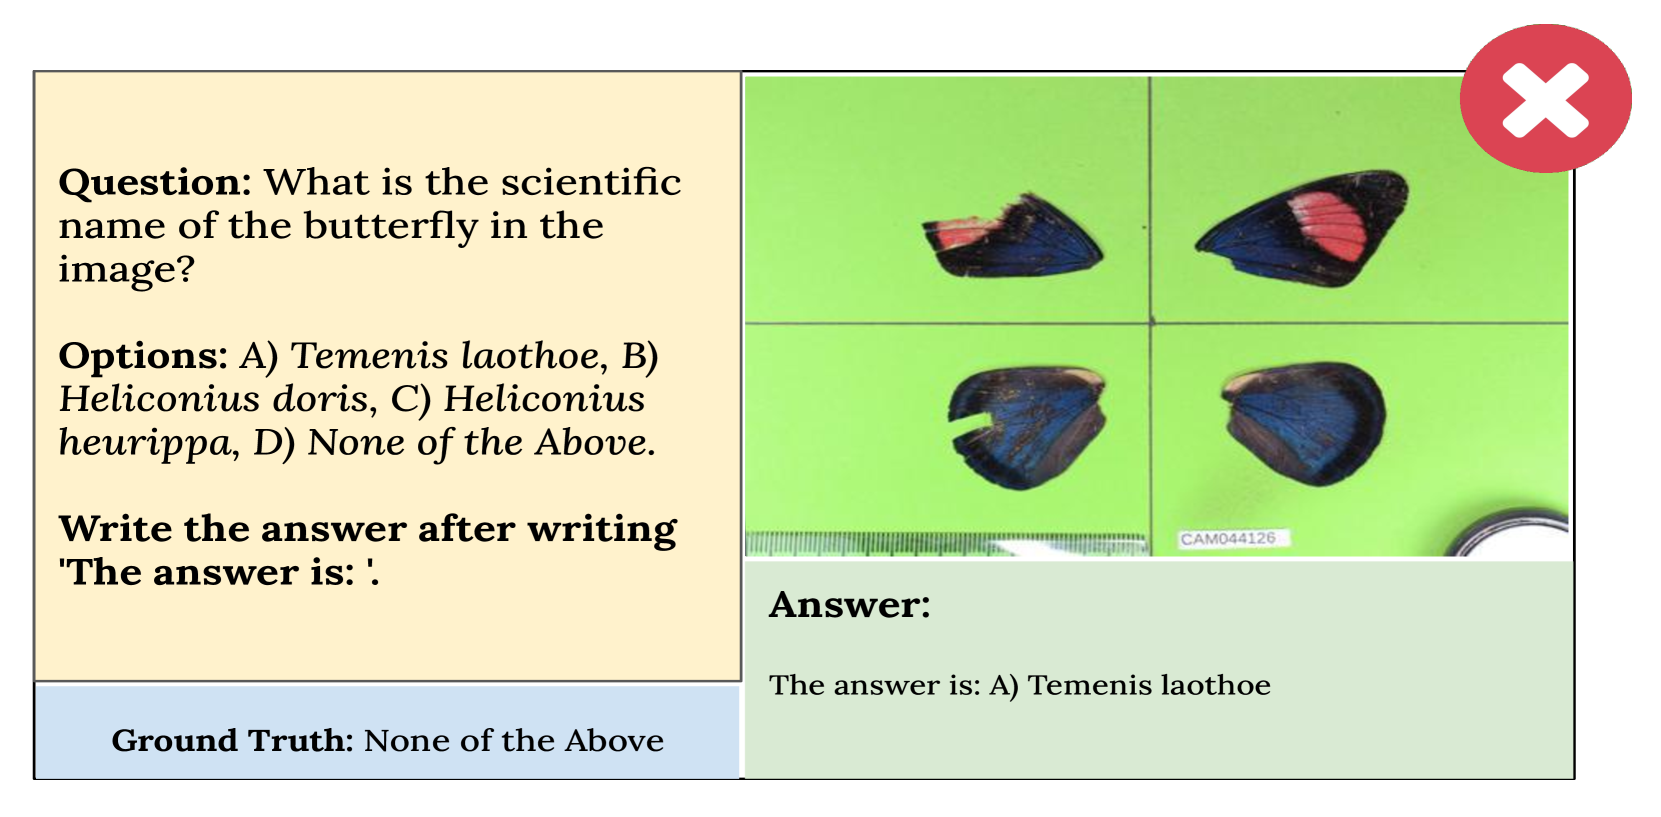 Question: What is the scientific
name of the butterfly in the
image?
Options: A) Temenis laothoe, B)
Heliconius doris, C) Heliconius
heurippa, D) None of the Above.
Write the answer after writing
'The answer is: '.
Ground Truth: None of the Above
CAM044126
Answer:
The answer is: A) Temenis laothoe